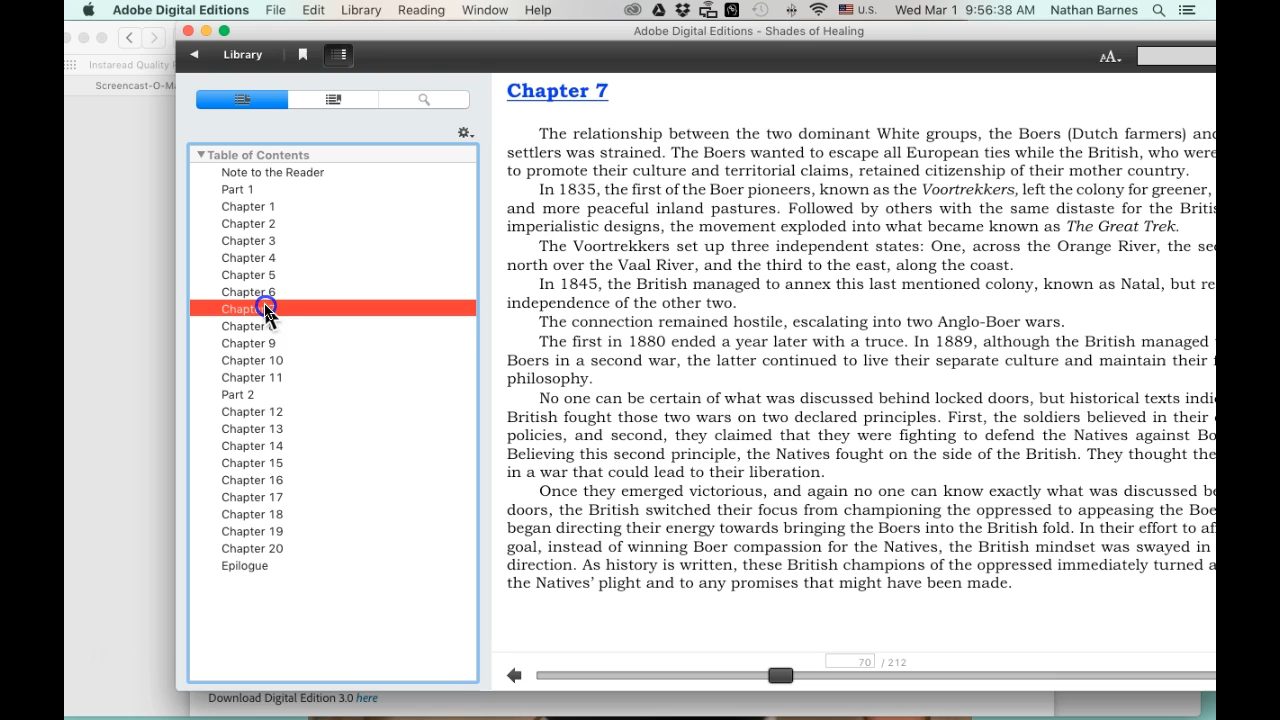 Adobe Digital Editions File Edit Library Reading Window Help U.S. Wed Mar 1 9:56:38 AM Nathan Barnes
Adobe Digital Editions - Shades of Healing
Library
AA
Instaread Quality
Screencast-O-Ma
Table of Contents
Note to the Reader
Part 1
Chapter 1
Chapter 2
Chapter 3
Chapter 4
Chapter 5
Chapter 6
Chapt
Chapter
Chapter 9
Chapter 10
Chapter 11
Part 2
Chapter 12
Chapter 13
Chapter 14
Chapter 15
Chapter 16
Chapter 17
Chapter 18
Chapter 19
Chapter 20
Epilogue
Chapter 7
The relationship between the two dominant White groups, the Boers (Dutch farmers) and
settlers was strained. The Boers wanted to escape all European ties while the British, who were
to promote their culture and territorial claims, retained citizenship of their mother country.
In 1835, the first of the Boer pioneers, known as the Voortrekkers, left the colony for greener,
and more peaceful inland pastures. Followed by others with the same distaste for the Britis
imperialistic designs, the movement exploded into what became known as The Great Trek.
The Voortrekkers set up three independent states: One, across the Orange River, the sec
north over the Vaal River, and the third to the east, along the coast.
In 1845, the British managed to annex this last mentioned colony, known as Natal, but re
independence of the other two.
The connection remained hostile, escalating into two Anglo-Boer wars.
The first in 1880 ended a year later with a truce. In 1889, although the British managed
Boers in a second war, the latter continued to live their separate culture and maintain their
philosophy.
No one can be certain of what was discussed behind locked doors, but historical texts indi
British fought those two wars on two declared principles. First, the soldiers believed in their
policies, and second, they claimed that they were fighting to defend the Natives against Bo
Believing this second principle, the Natives fought on the side of the British. They thought the
in a war that could lead to their liberation.
Once they emerged victorious, and again no one can know exactly what was discussed be
doors, the British switched their focus from championing the oppressed to appeasing the Boe
began directing their energy towards bringing the Boers into the British fold. In their effort to af
goal, instead of winning Boer compassion for the Natives, the British mindset was swayed in
direction. As history is written, these British champions of the oppressed immediately turned a
the Natives’ plight and to any promises that might have been made.
70 / 212
Download Digital Edition 3.0 here